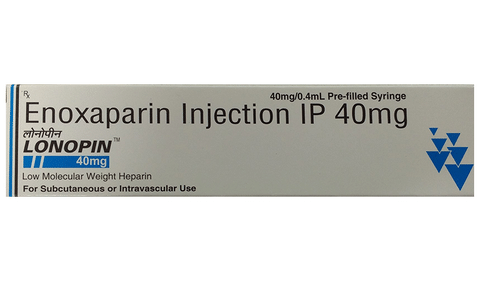 Rx
40mg/0.4mL Pre-filled Syringe
Enoxaparin Injection IP 40mg
लोनोपीन
LONOPIN™
40mg
Low Molecular Weight Heparin
For Subcutaneous or Intravascular Use